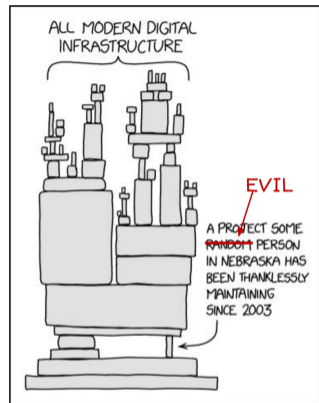 ALL MODERN DIGITAL
INFRASTRUCTURE
EVIL
A PROJECT SOME
RANDOM PERSON
IN NEBRASKA HAS
BEEN THANKLESSLY
MAINTAINING
SINCE 2003